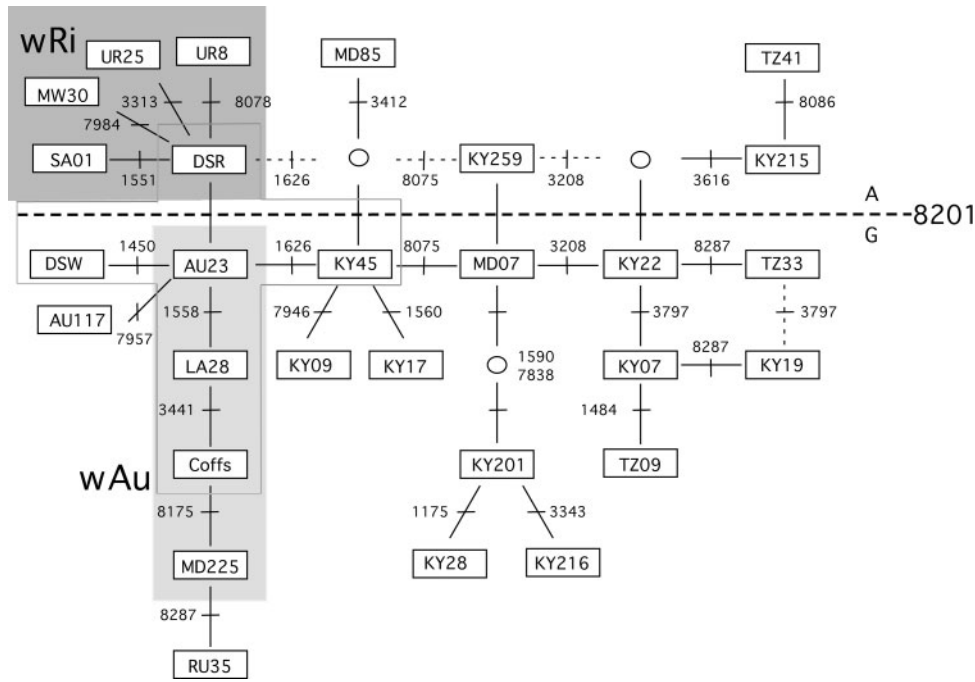 wRi
UR25
UR8
MD85
TZ41
MW30
3313
8078
3412
8086
7984
SA01
DSR
KY259
KY215
1551
1626
8075
3208
3616
A
8201
G
1450
1626
8075
3208
8287
DSW
AU23
KY45
MD07
KY22
TZ33
AU117
7957
1558
7946
1560
3797
3797
LA28
KY09
KY17
1590
7838
KY07
8287
KY19
3441
1484
wAu
Coffs
KY201
TZ09
8175
1175
3343
MD225
KY28
KY216
8287
RU35